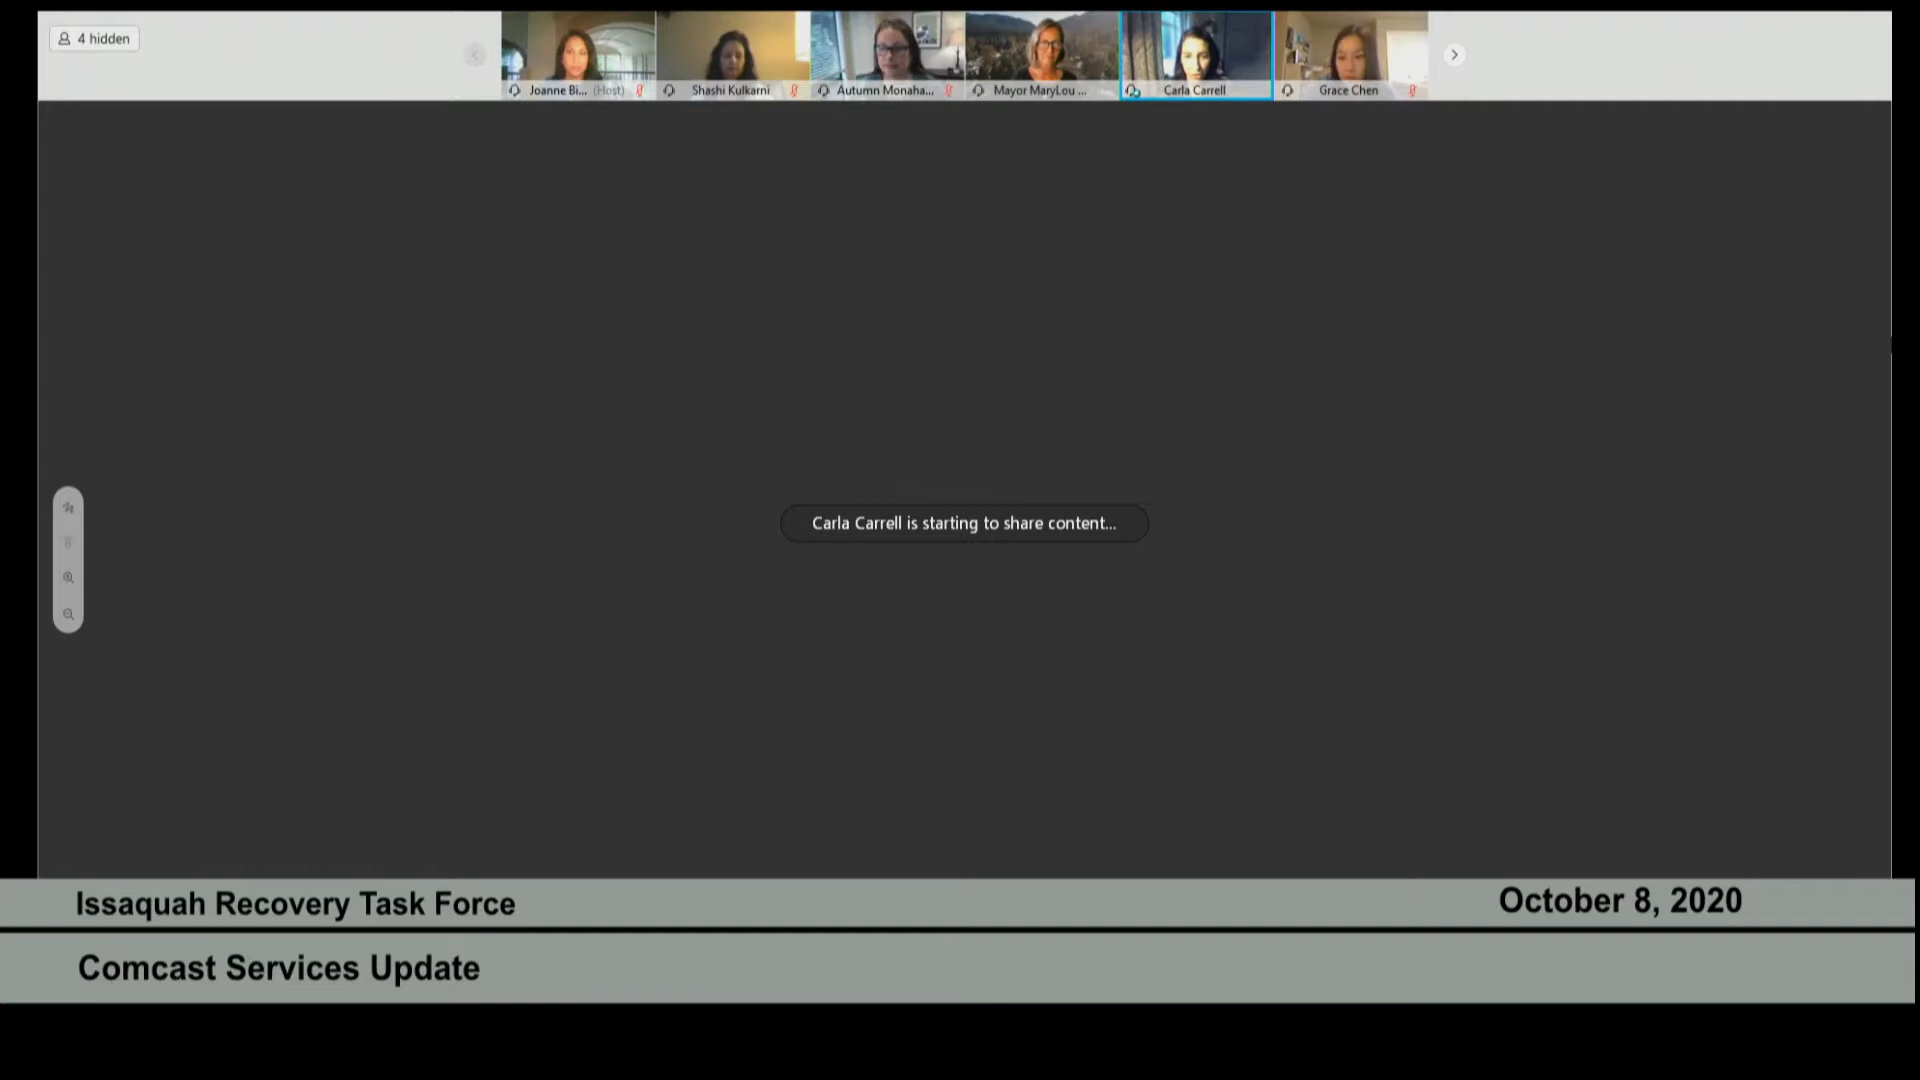 4 hidden
Joanne Bi... (Host)
Shashi Kulkarni
Autumn Monaha...
Mayor MaryLou ...
Carla Carrell
Grace Chen
Carla Carrell is starting to share content...
Issaquah Recovery Task Force
October 8, 2020
Comcast Services Update